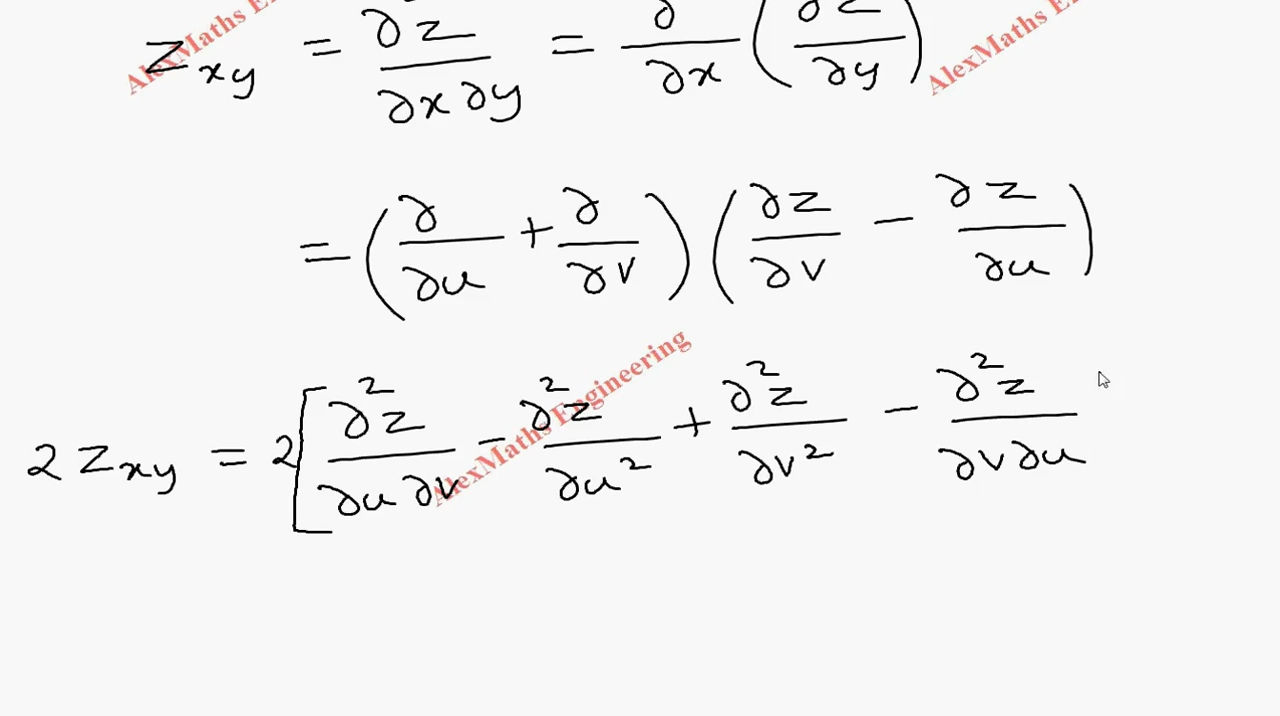 z_xy = ∂z / ∂x ∂y = ∂/∂x (∂z/∂y)
= (∂/∂u + ∂/∂v) (∂z/∂v − ∂z/∂u)
2 z_xy = 2[∂²z/∂u ∂v − ∂²z/∂u² + ∂²z/∂v² − ∂²z/∂v ∂u
AlexMaths Engineering